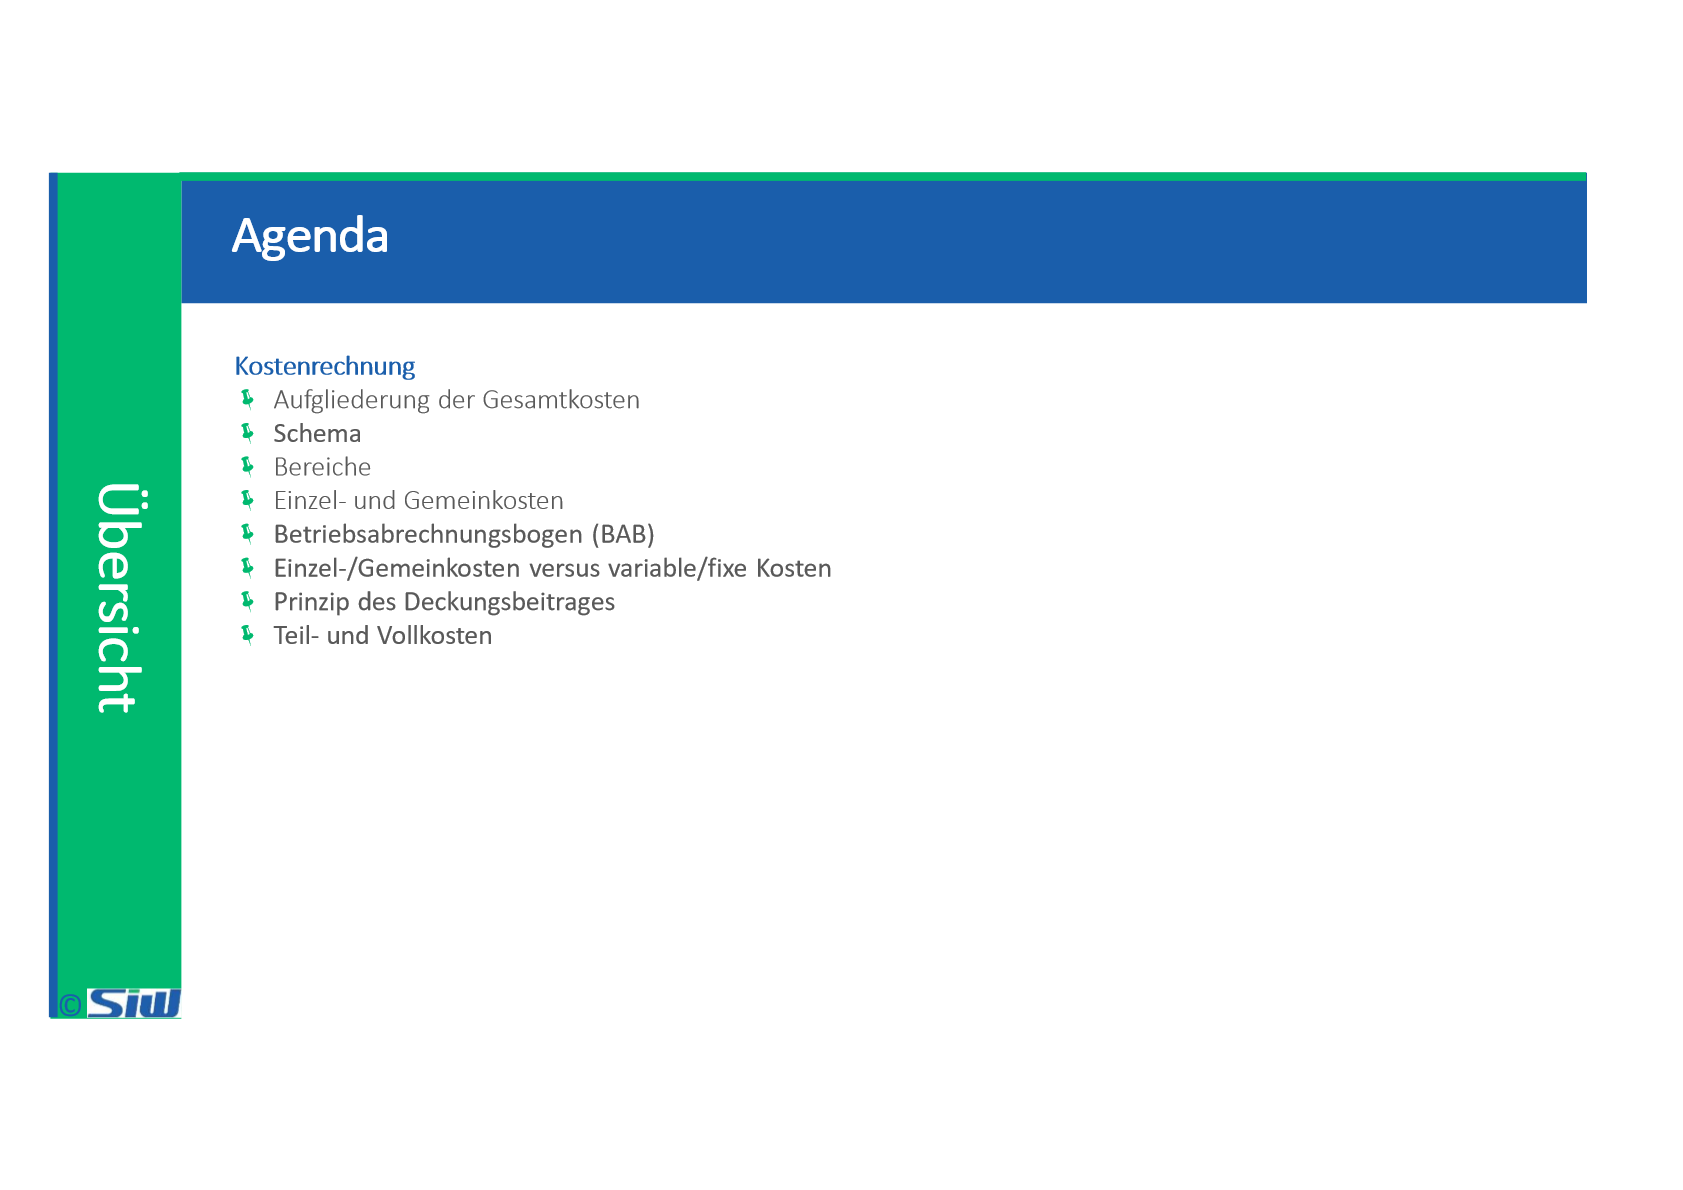 Agenda
Kostenrechnung
Aufgliederung der Gesamtkosten
Schema
Bereiche
Einzel- und Gemeinkosten
Betriebsabrechnungsbogen (BAB)
Einzel-/Gemeinkosten versus variable/fixe Kosten
Prinzip des Deckungsbeitrages
Teil- und Vollkosten
Übersicht
© SiW